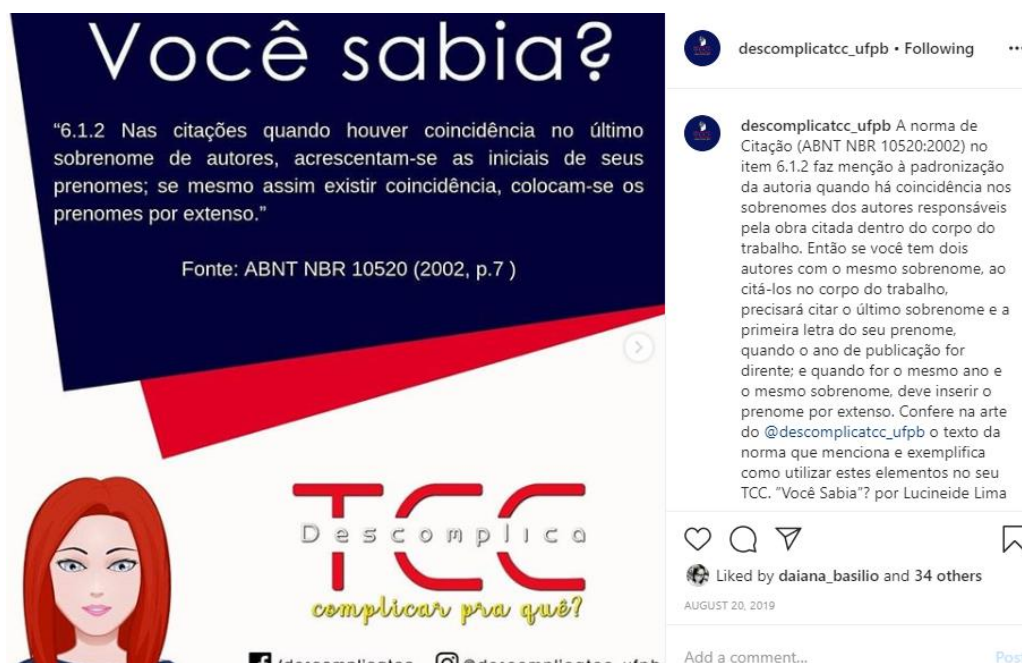 Você sabia?
"6.1.2 Nas citações quando houver coincidência no último
sobrenome de autores, acrescentam-se as iniciais de seus
prenomes; se mesmo assim existir coincidência, colocam-se os
prenomes por extenso."
Fonte: ABNT NBR 10520 (2002, p.7 )
TCC
Descomplica
complicar pra quê?
/descomplicatcc @descomplicatcc_ufpb
descomplicatcc_ufpb • Following
descomplicatcc_ufpb A norma de
Citação (ABNT NBR 10520:2002) no
item 6.1.2 faz menção à padronização
da autoria quando há coincidência nos
sobrenomes dos autores responsáveis
pela obra citada dentro do corpo do
trabalho. Então se você tem dois
autores com o mesmo sobrenome, ao
citá-los no corpo do trabalho,
precisará citar o último sobrenome e a
primeira letra do seu prenome,
quando o ano de publicação for
dirente; e quando for o mesmo ano e
o mesmo sobrenome, deve inserir o
prenome por extenso. Confere na arte
do @descomplicatcc_ufpb o texto da
norma que menciona e exemplifica
como utilizar estes elementos no seu
TCC. "Você Sabia"? por Lucineide Lima
Liked by daiana_basilio and 34 others
AUGUST 20, 2019
Add a comment...
Post